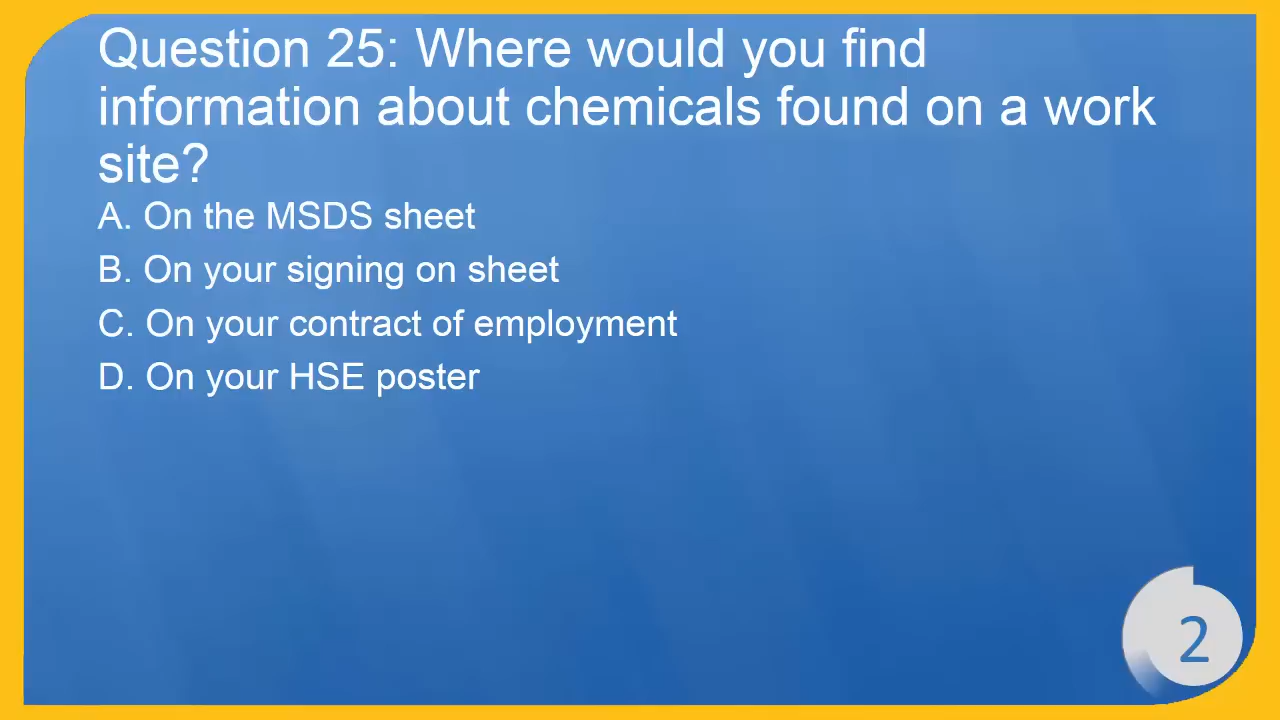 Question 25: Where would you find
information about chemicals found on a work
site?
A. On the MSDS sheet
B. On your signing on sheet
C. On your contract of employment
D. On your HSE poster
2